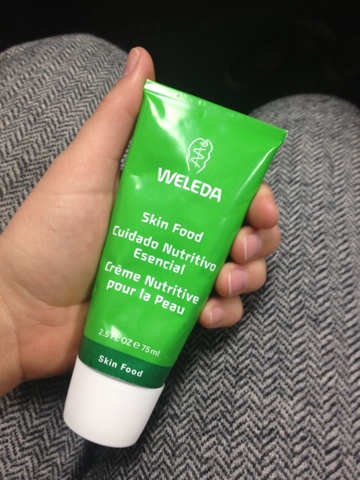 WELEDA
Skin Food
Cuidado Nutritivo
Esencial
Crème Nutritive
pour la Peau
2.5 FL OZ e 75ml
Skin Food